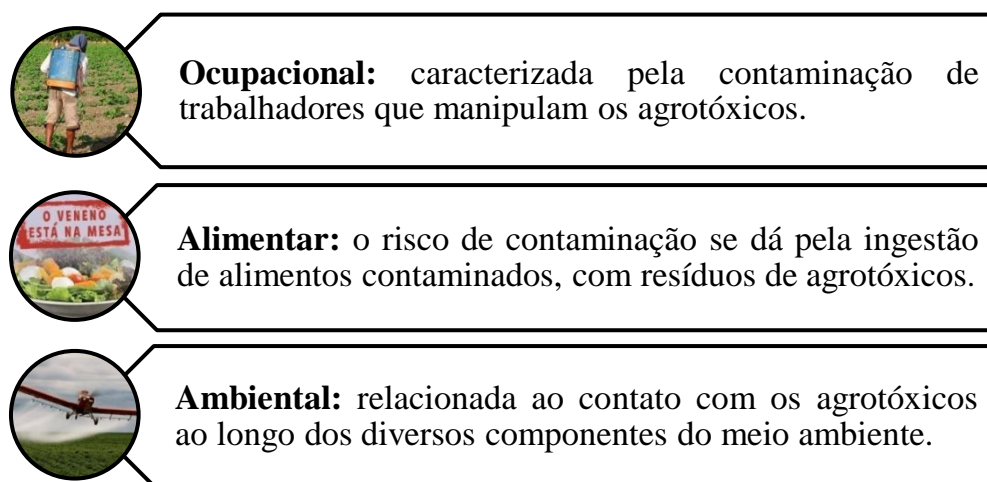 Ocupacional: caracterizada pela contaminação de
trabalhadores que manipulam os agrotóxicos.
O VENENO
ESTÁ NA MESA
Alimentar: o risco de contaminação se dá pela ingestão
de alimentos contaminados, com resíduos de agrotóxicos.
Ambiental: relacionada ao contato com os agrotóxicos
ao longo dos diversos componentes do meio ambiente.